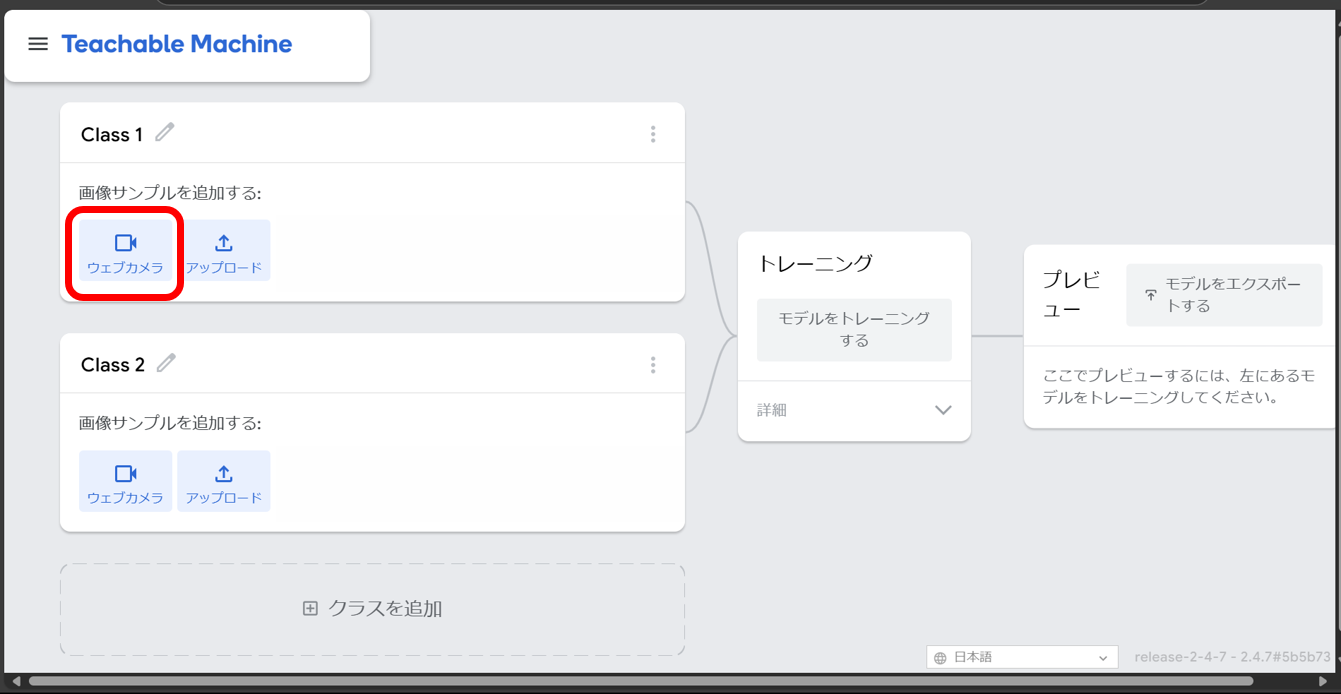 Teachable Machine
Class 1
画像サンプルを追加する:
ウェブカメラ
アップロード
Class 2
画像サンプルを追加する:
ウェブカメラ
アップロード
クラスを追加
トレーニング
モデルをトレーニング
する
詳細
プレビ
ュー
モデルをエクスポー
トする
ここでプレビューするには、左にあるモ
デルをトレーニングしてください。
日本語
release-2-4-7 - 2.4.7#5b5b73